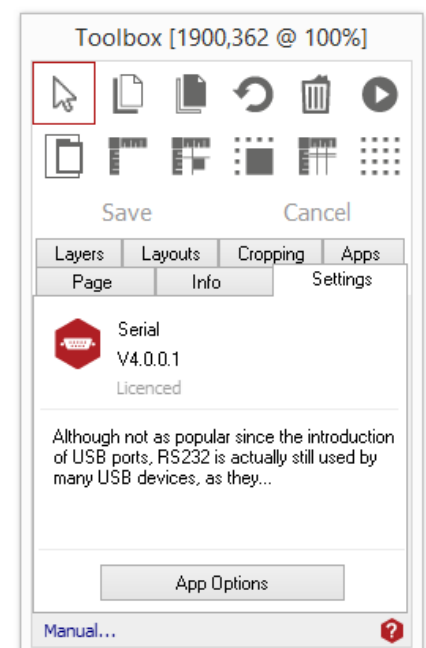 Toolbox [1900,362 @ 100%]
Save Cancel
Layers Layouts Cropping Apps
Page Info Settings
Serial
V4.0.0.1
Licenced
Although not as popular since the introduction
of USB ports, RS232 is actually still used by
many USB devices, as they...
App Options
Manual... ?